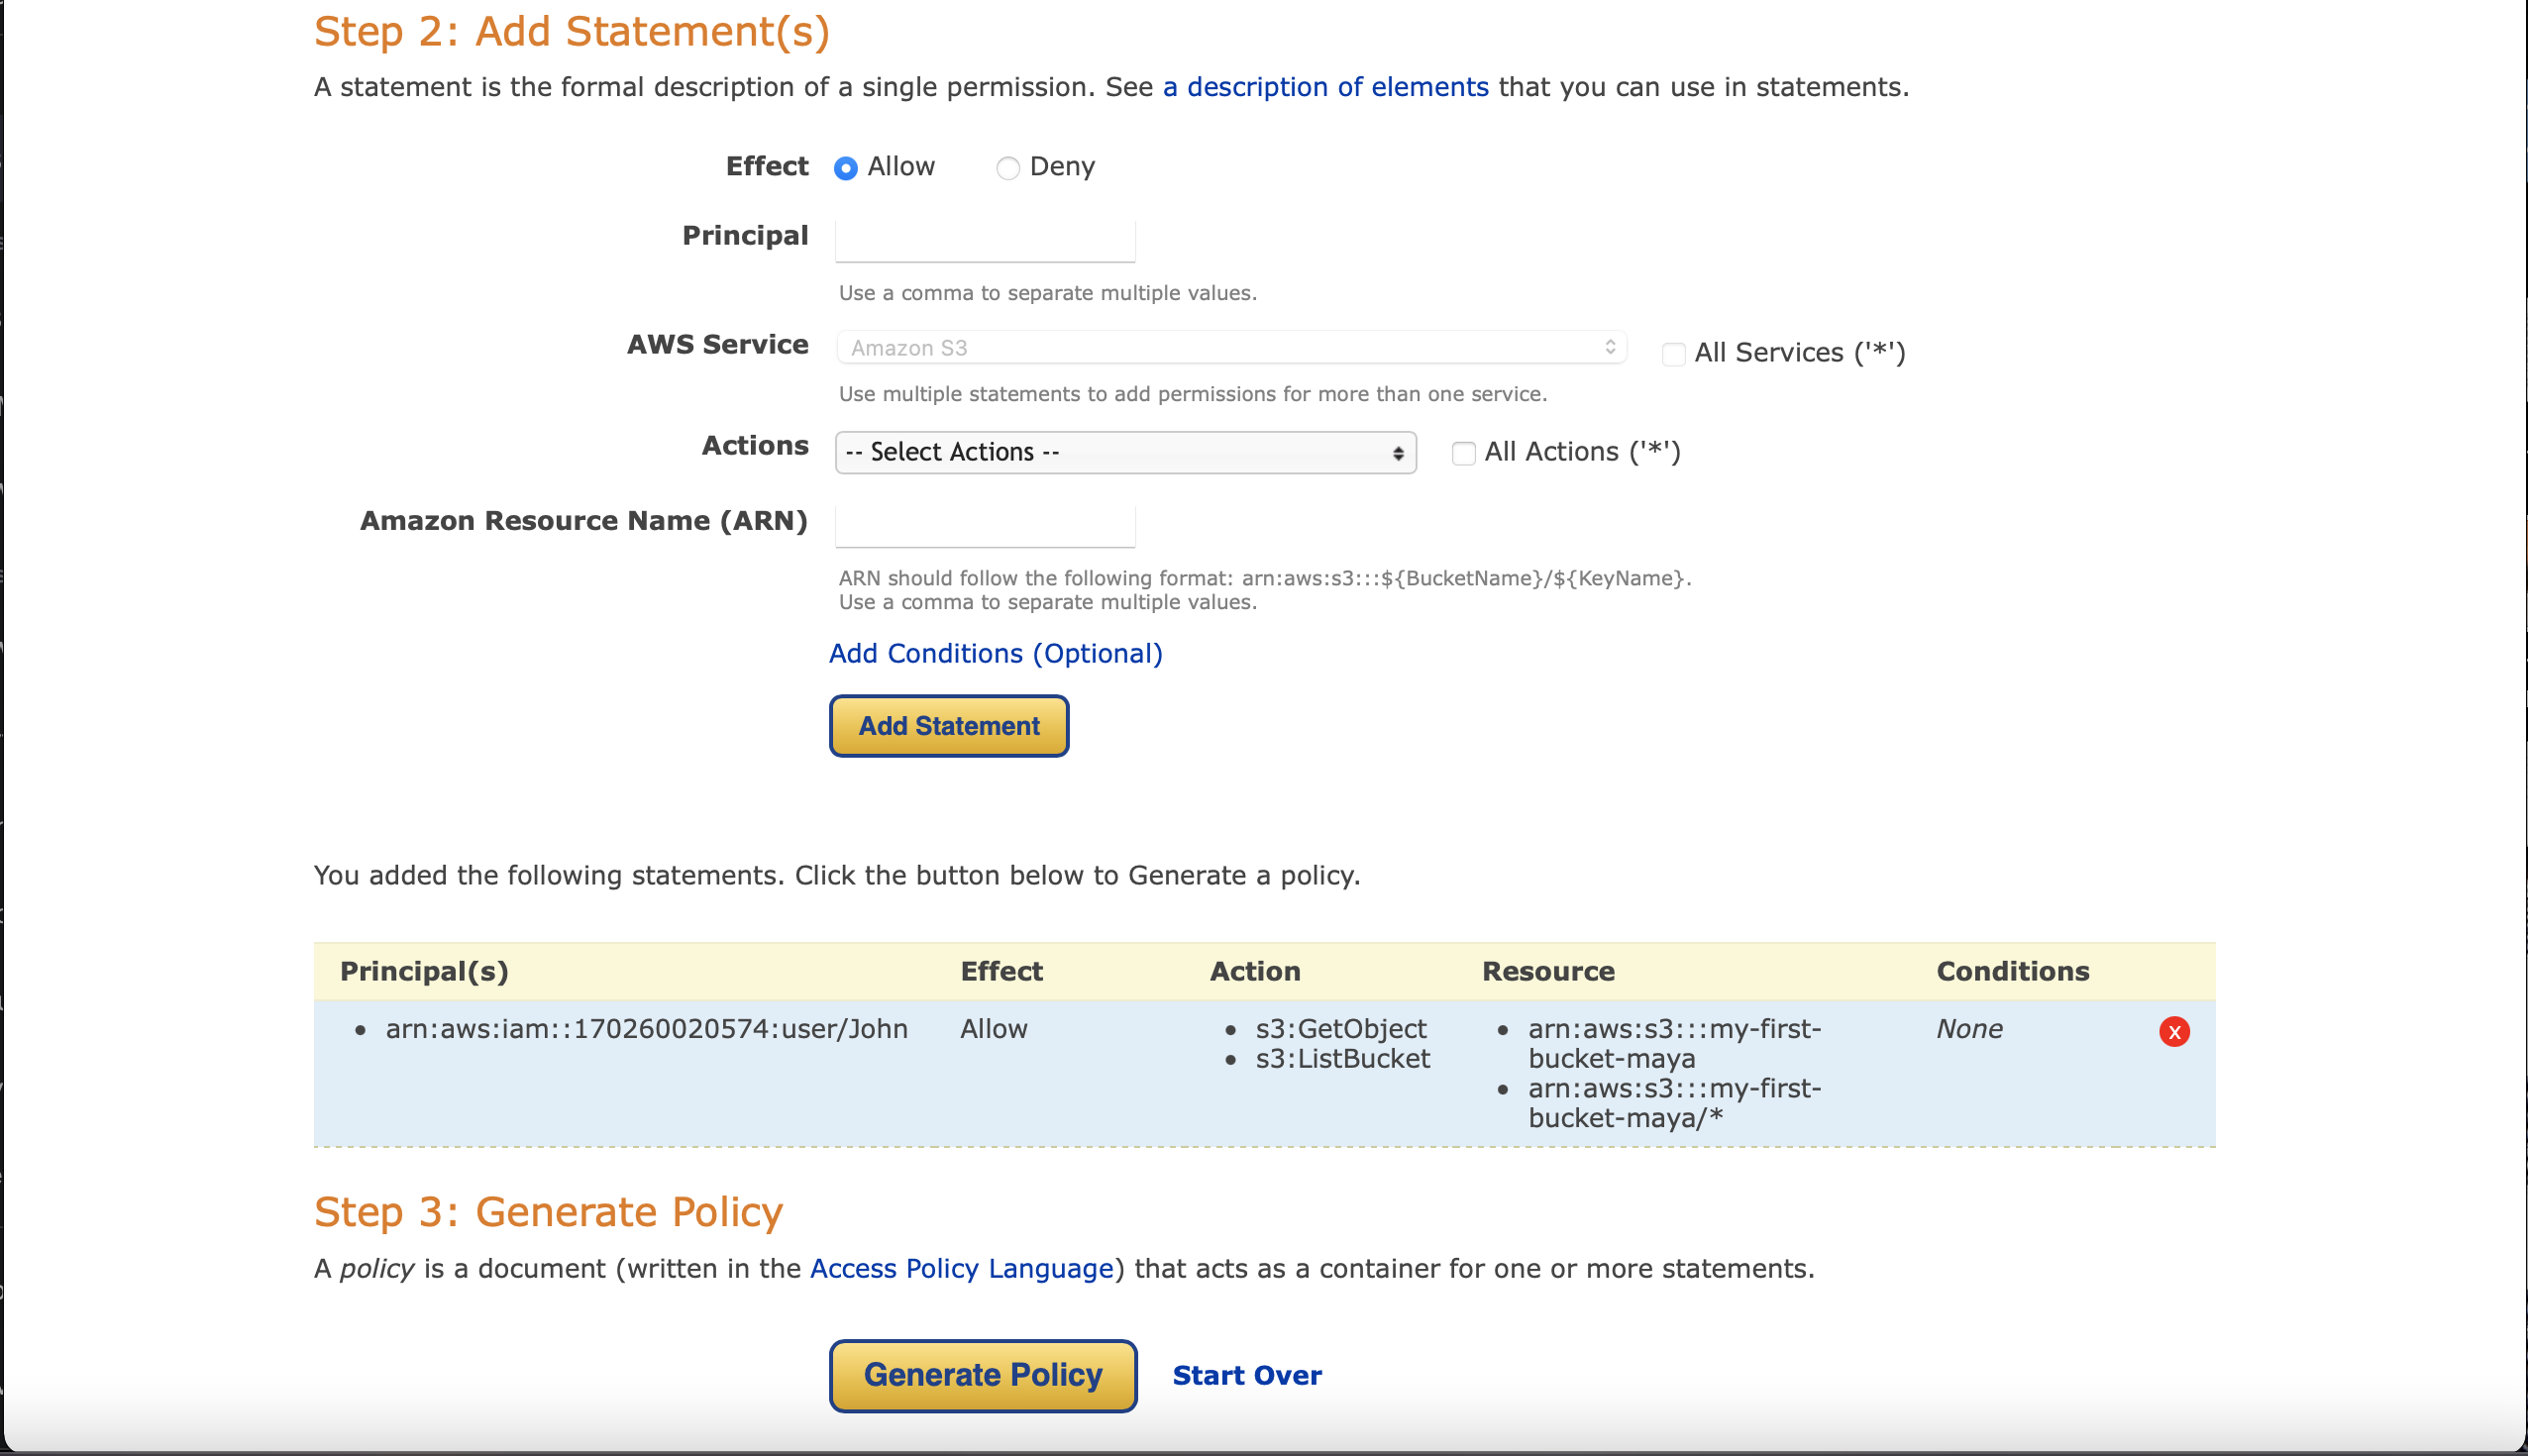 Step 2: Add Statement(s)
A statement is the formal description of a single permission. See a description of elements that you can use in statements.
Effect Allow Deny
Principal
Use a comma to separate multiple values.
AWS Service Amazon S3 All Services ('*')
Use multiple statements to add permissions for more than one service.
Actions -- Select Actions -- All Actions ('*')
Amazon Resource Name (ARN)
ARN should follow the following format: arn:aws:s3:::${BucketName}/${KeyName}.
Use a comma to separate multiple values.
Add Conditions (Optional)
Add Statement
You added the following statements. Click the button below to Generate a policy.
Principal(s) Effect Action Resource Conditions
• arn:aws:iam::170260020574:user/John Allow • s3:GetObject • arn:aws:s3:::my-first- None x
• s3:ListBucket bucket-maya
• arn:aws:s3:::my-first-
bucket-maya/*
Step 3: Generate Policy
A policy is a document (written in the Access Policy Language) that acts as a container for one or more statements.
Generate Policy Start Over